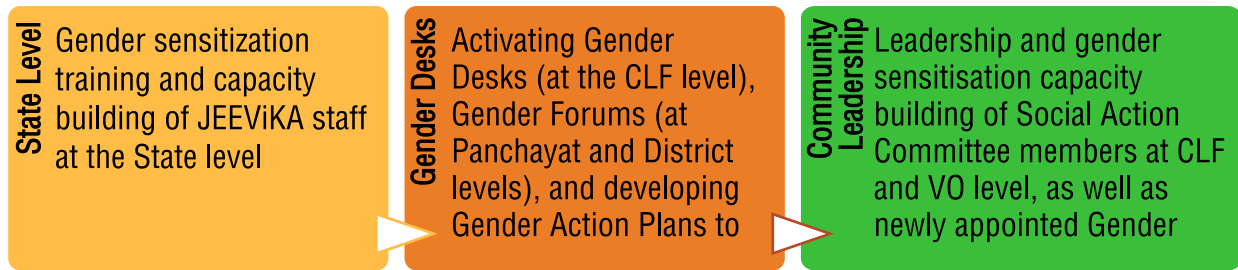 State Level
Gender sensitization
training and capacity
building of JEEViKA staff
at the State level
Gender Desks
Activating Gender
Desks (at the CLF level),
Gender Forums (at
Panchayat and District
levels), and developing
Gender Action Plans to
Community
Leadership
Leadership and gender
sensitisation capacity
building of Social Action
Committee members at CLF
and VO level, as well as
newly appointed Gender